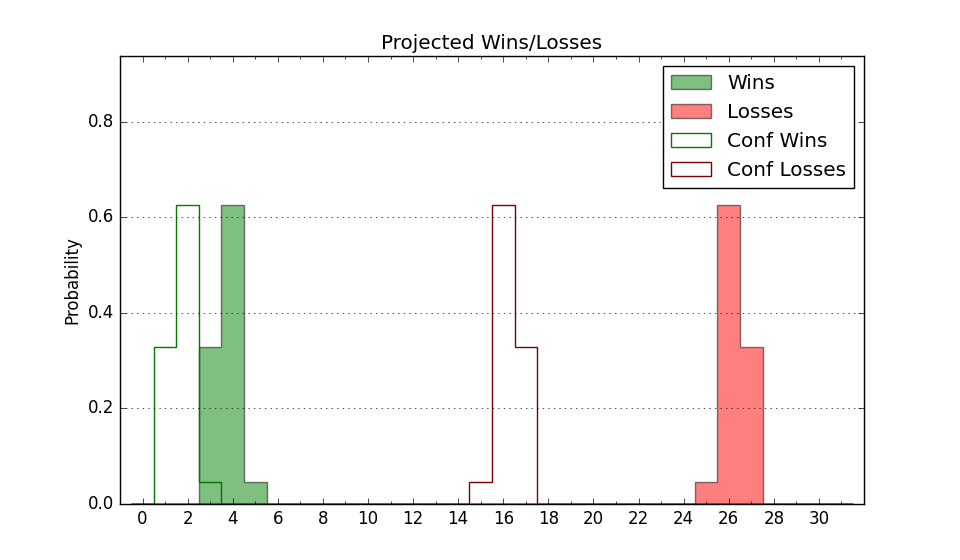 Projected Wins/Losses
Wins
Losses
Conf Wins
Conf Losses
Probability
0.8
0.6
0.4
0.2
0.0
0 2 4 6 8 10 12 14 16 18 20 22 24 26 28 30